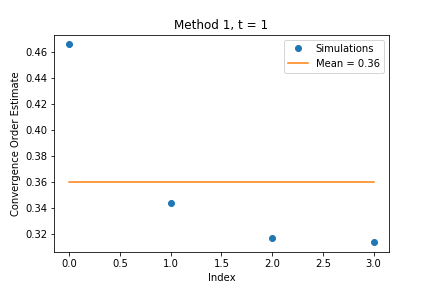 Method 1, t = 1
Simulations
Mean = 0.36
Convergence Order Estimate
0.46
0.44
0.42
0.40
0.38
0.36
0.34
0.32
0.0 0.5 1.0 1.5 2.0 2.5 3.0
Index